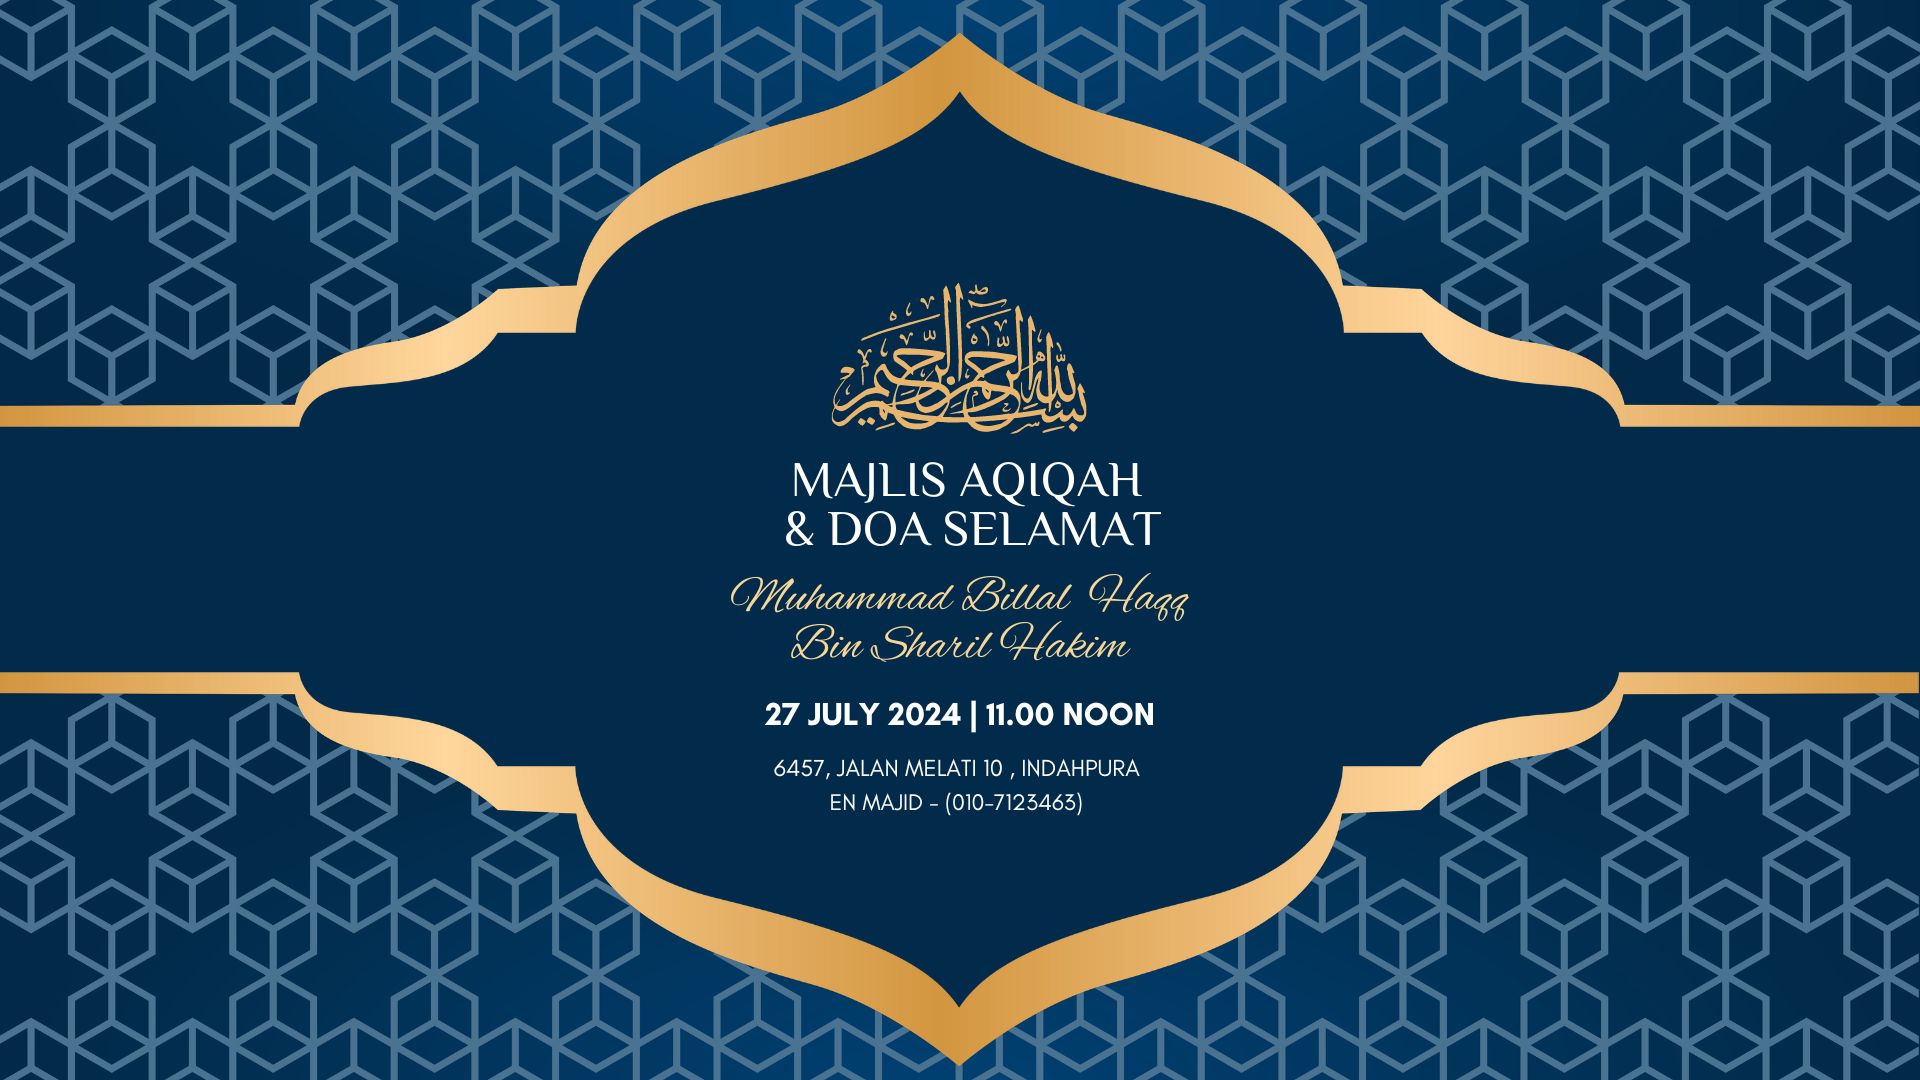 بسم الله الرحمن الرحيم
MAJLIS AQIQAH
& DOA SELAMAT
Muhammad Billal Haqq
Bin Sharil Hakim
27 JULY 2024 | 11.00 NOON
6457, JALAN MELATI 10 , INDAHPURA
EN MAJID - (010-7123463)